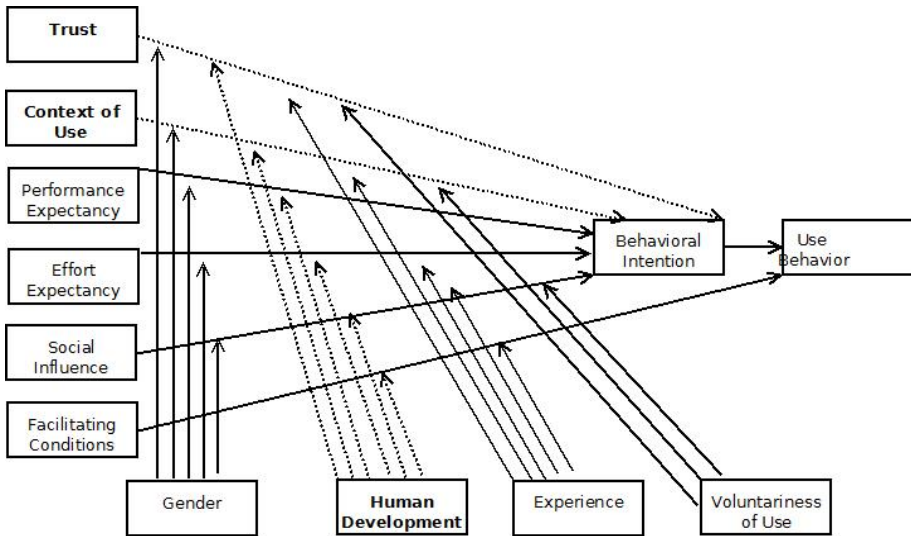 Trust
Context of
Use
Performance
Expectancy
Effort
Expectancy
Social
Influence
Facilitating
Conditions
Behavioral
Intention
Use
Behavior
Gender
Human
Development
Experience
Voluntariness
of Use